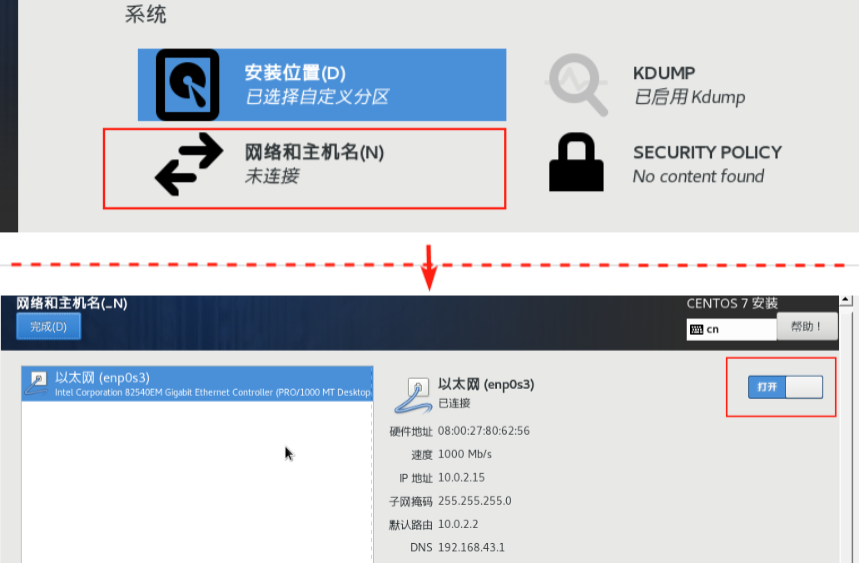 系统
安装位置(D)
已选择自定义分区
KDUMP
已启用 Kdump
网络和主机名(N)
未连接
SECURITY POLICY
No content found
网络和主机名(_N)
完成(D)
CENTOS 7 安装
cn
帮助！
以太网 (enp0s3)
Intel Corporation 82540EM Gigabit Ethernet Controller (PRO/1000 MT Desktop
以太网 (enp0s3)
已连接
打开
硬件地址 08:00:27:80:62:56
速度 1000 Mb/s
IP 地址 10.0.2.15
子网掩码 255.255.255.0
默认路由 10.0.2.2
DNS 192.168.43.1